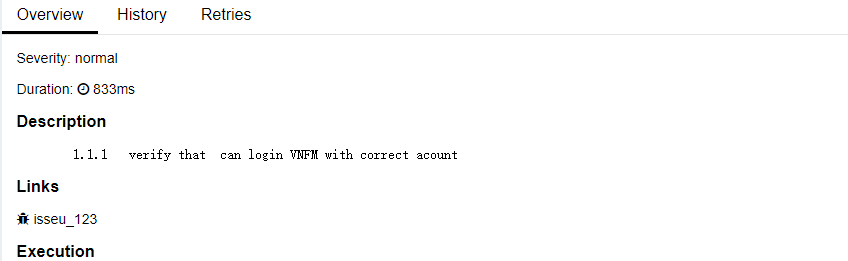 Overview History Retries
Severity: normal
Duration: 833ms
Description
1.1.1 verify that can login VNFM with correct acount
Links
isseu_123
Execution